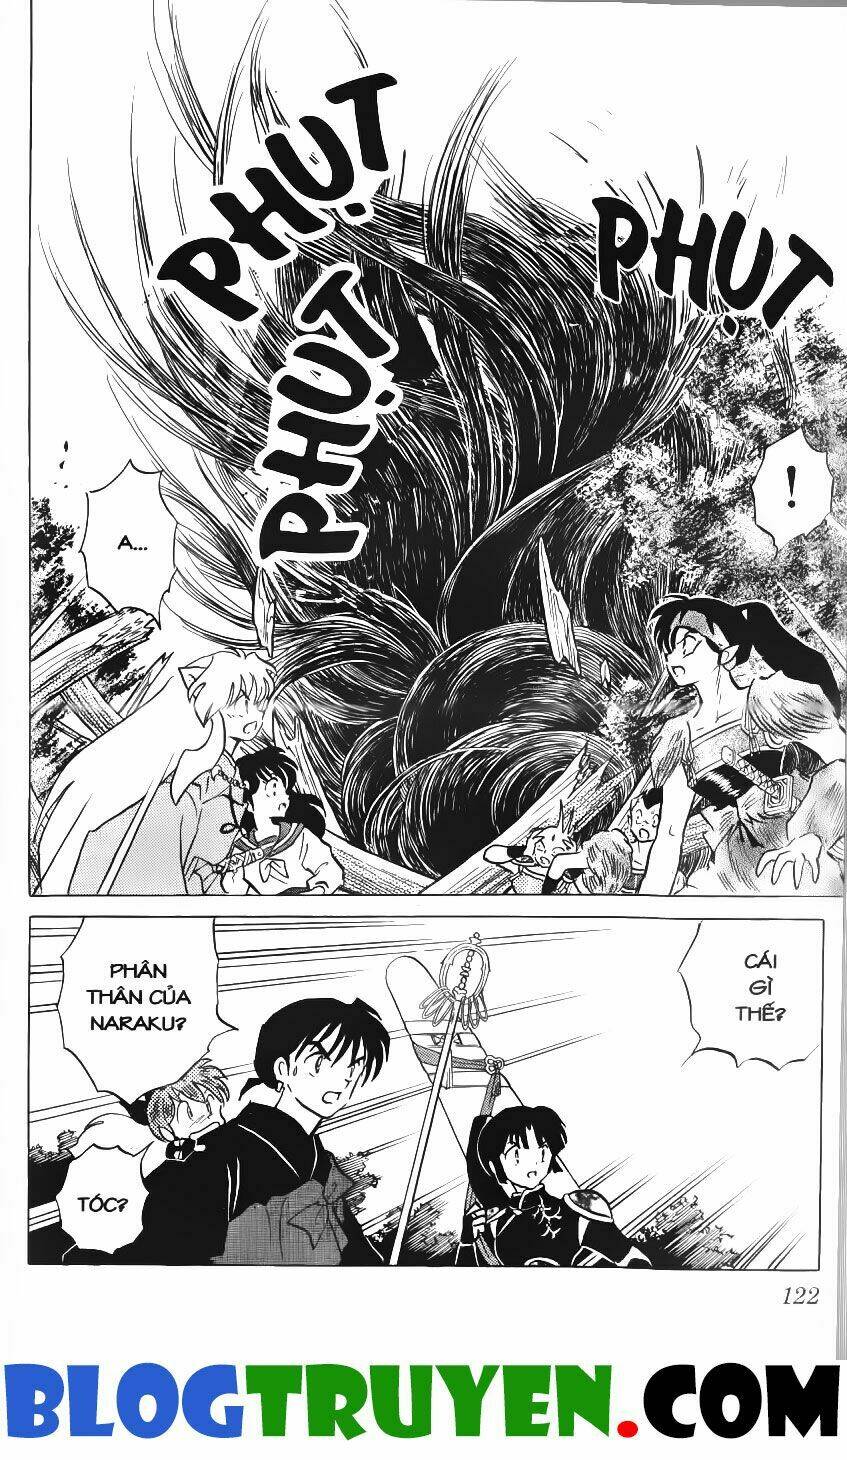 PHỤT
PHỤT
PHỤT
!
A...
CÁI
GÌ
THẾ?
PHÂN
THÂN CỦA
NARAKU?
TÓC?
122
BLOGTRUYEN.COM